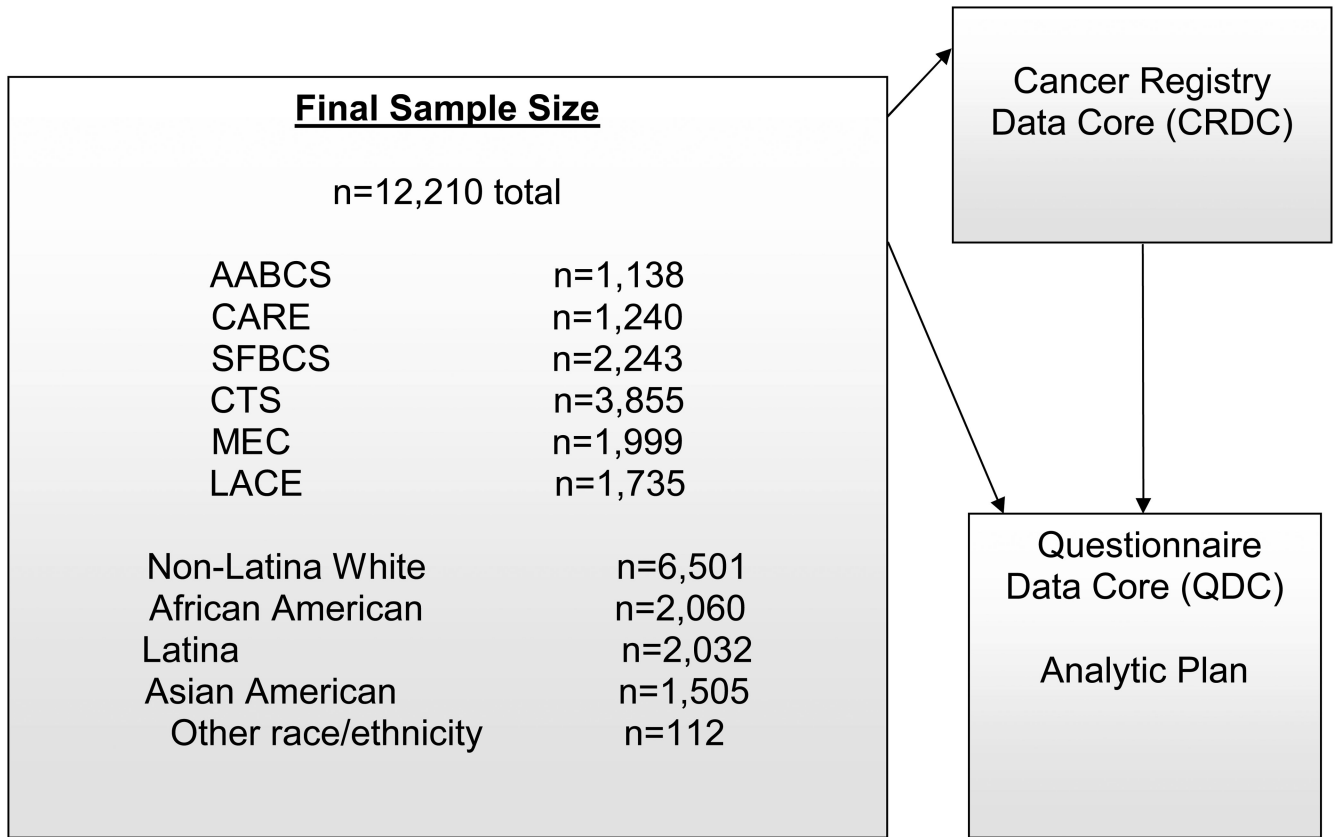 Final Sample Size
n=12,210 total
AABCS n=1,138
CARE n=1,240
SFBCS n=2,243
CTS n=3,855
MEC n=1,999
LACE n=1,735
Non-Latina White n=6,501
African American n=2,060
Latina n=2,032
Asian American n=1,505
Other race/ethnicity n=112
Cancer Registry
Data Core (CRDC)
Questionnaire
Data Core (QDC)
Analytic Plan